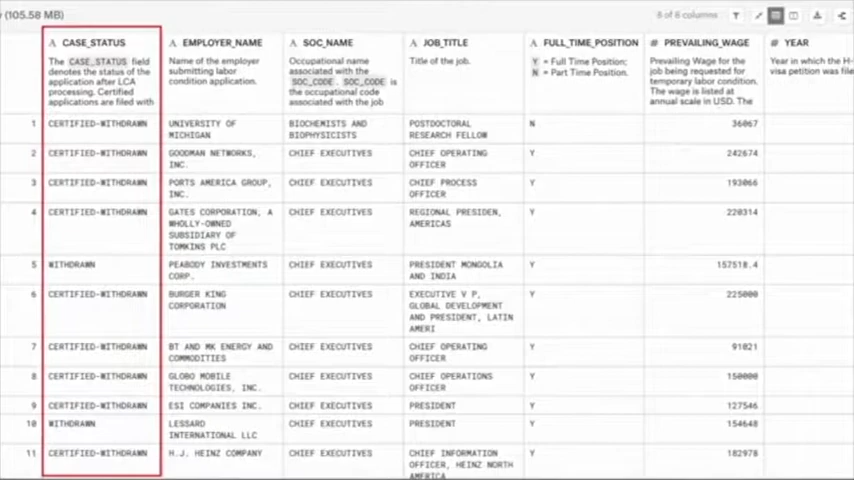 y (105.58 MB)
8 of 8 columns
A CASE_STATUS
The CASE_STATUS field
denotes the status of the
application after LCA
processing. Certified
applications are filed with
A EMPLOYER_NAME
Name of the employer
submitting labor
condition application.
A SOC_NAME
Occupational name
associated with the
SOC_CODE. SOC_CODE is
the occupational code
associated with the job
A JOB_TITLE
Title of the job.
A FULL_TIME_POSITION
Y = Full Time Position;
N = Part Time Position.
# PREVAILING_WAGE
Prevailing Wage for the
job being requested for
temporary labor condition.
The wage is listed at
annual scale in USD. The
# YEAR
Year in which the H-
visa petition was file
1 CERTIFIED-WITHDRAWN UNIVERSITY OF BIOCHEMISTS AND POSTDOCTORAL N 36067
MICHIGAN BIOPHYSICISTS RESEARCH FELLOW
2 CERTIFIED-WITHDRAWN GOODMAN NETWORKS, CHIEF EXECUTIVES CHIEF OPERATING Y 242674
INC. OFFICER
3 CERTIFIED-WITHDRAWN PORTS AMERICA GROUP, CHIEF EXECUTIVES CHIEF PROCESS Y 193066
INC. OFFICER
4 CERTIFIED-WITHDRAWN GATES CORPORATION, A CHIEF EXECUTIVES REGIONAL PRESIDEN, Y 220314
WHOLLY-OWNED AMERICAS
SUBSIDIARY OF
TOMKINS PLC
5 WITHDRAWN PEABODY INVESTMENTS CHIEF EXECUTIVES PRESIDENT MONGOLIA Y 157518.4
CORP. AND INDIA
6 CERTIFIED-WITHDRAWN BURGER KING CHIEF EXECUTIVES EXECUTIVE V P, Y 225000
CORPORATION GLOBAL DEVELOPMENT
AND PRESIDENT, LATIN
AMERI
7 CERTIFIED-WITHDRAWN BT AND MK ENERGY AND CHIEF EXECUTIVES CHIEF OPERATING Y 91021
COMMODITIES OFFICER
8 CERTIFIED-WITHDRAWN GLOBO MOBILE CHIEF EXECUTIVES CHIEF OPERATIONS Y 150000
TECHNOLOGIES, INC. OFFICER
9 CERTIFIED-WITHDRAWN ESI COMPANIES INC. CHIEF EXECUTIVES PRESIDENT Y 127546
10 WITHDRAWN LESSARD CHIEF EXECUTIVES PRESIDENT Y 154648
INTERNATIONAL LLC
11 CERTIFIED-WITHDRAWN H.J. HEINZ COMPANY CHIEF EXECUTIVES CHIEF INFORMATION Y 182978
OFFICER, HEINZ NORTH
AMERICA